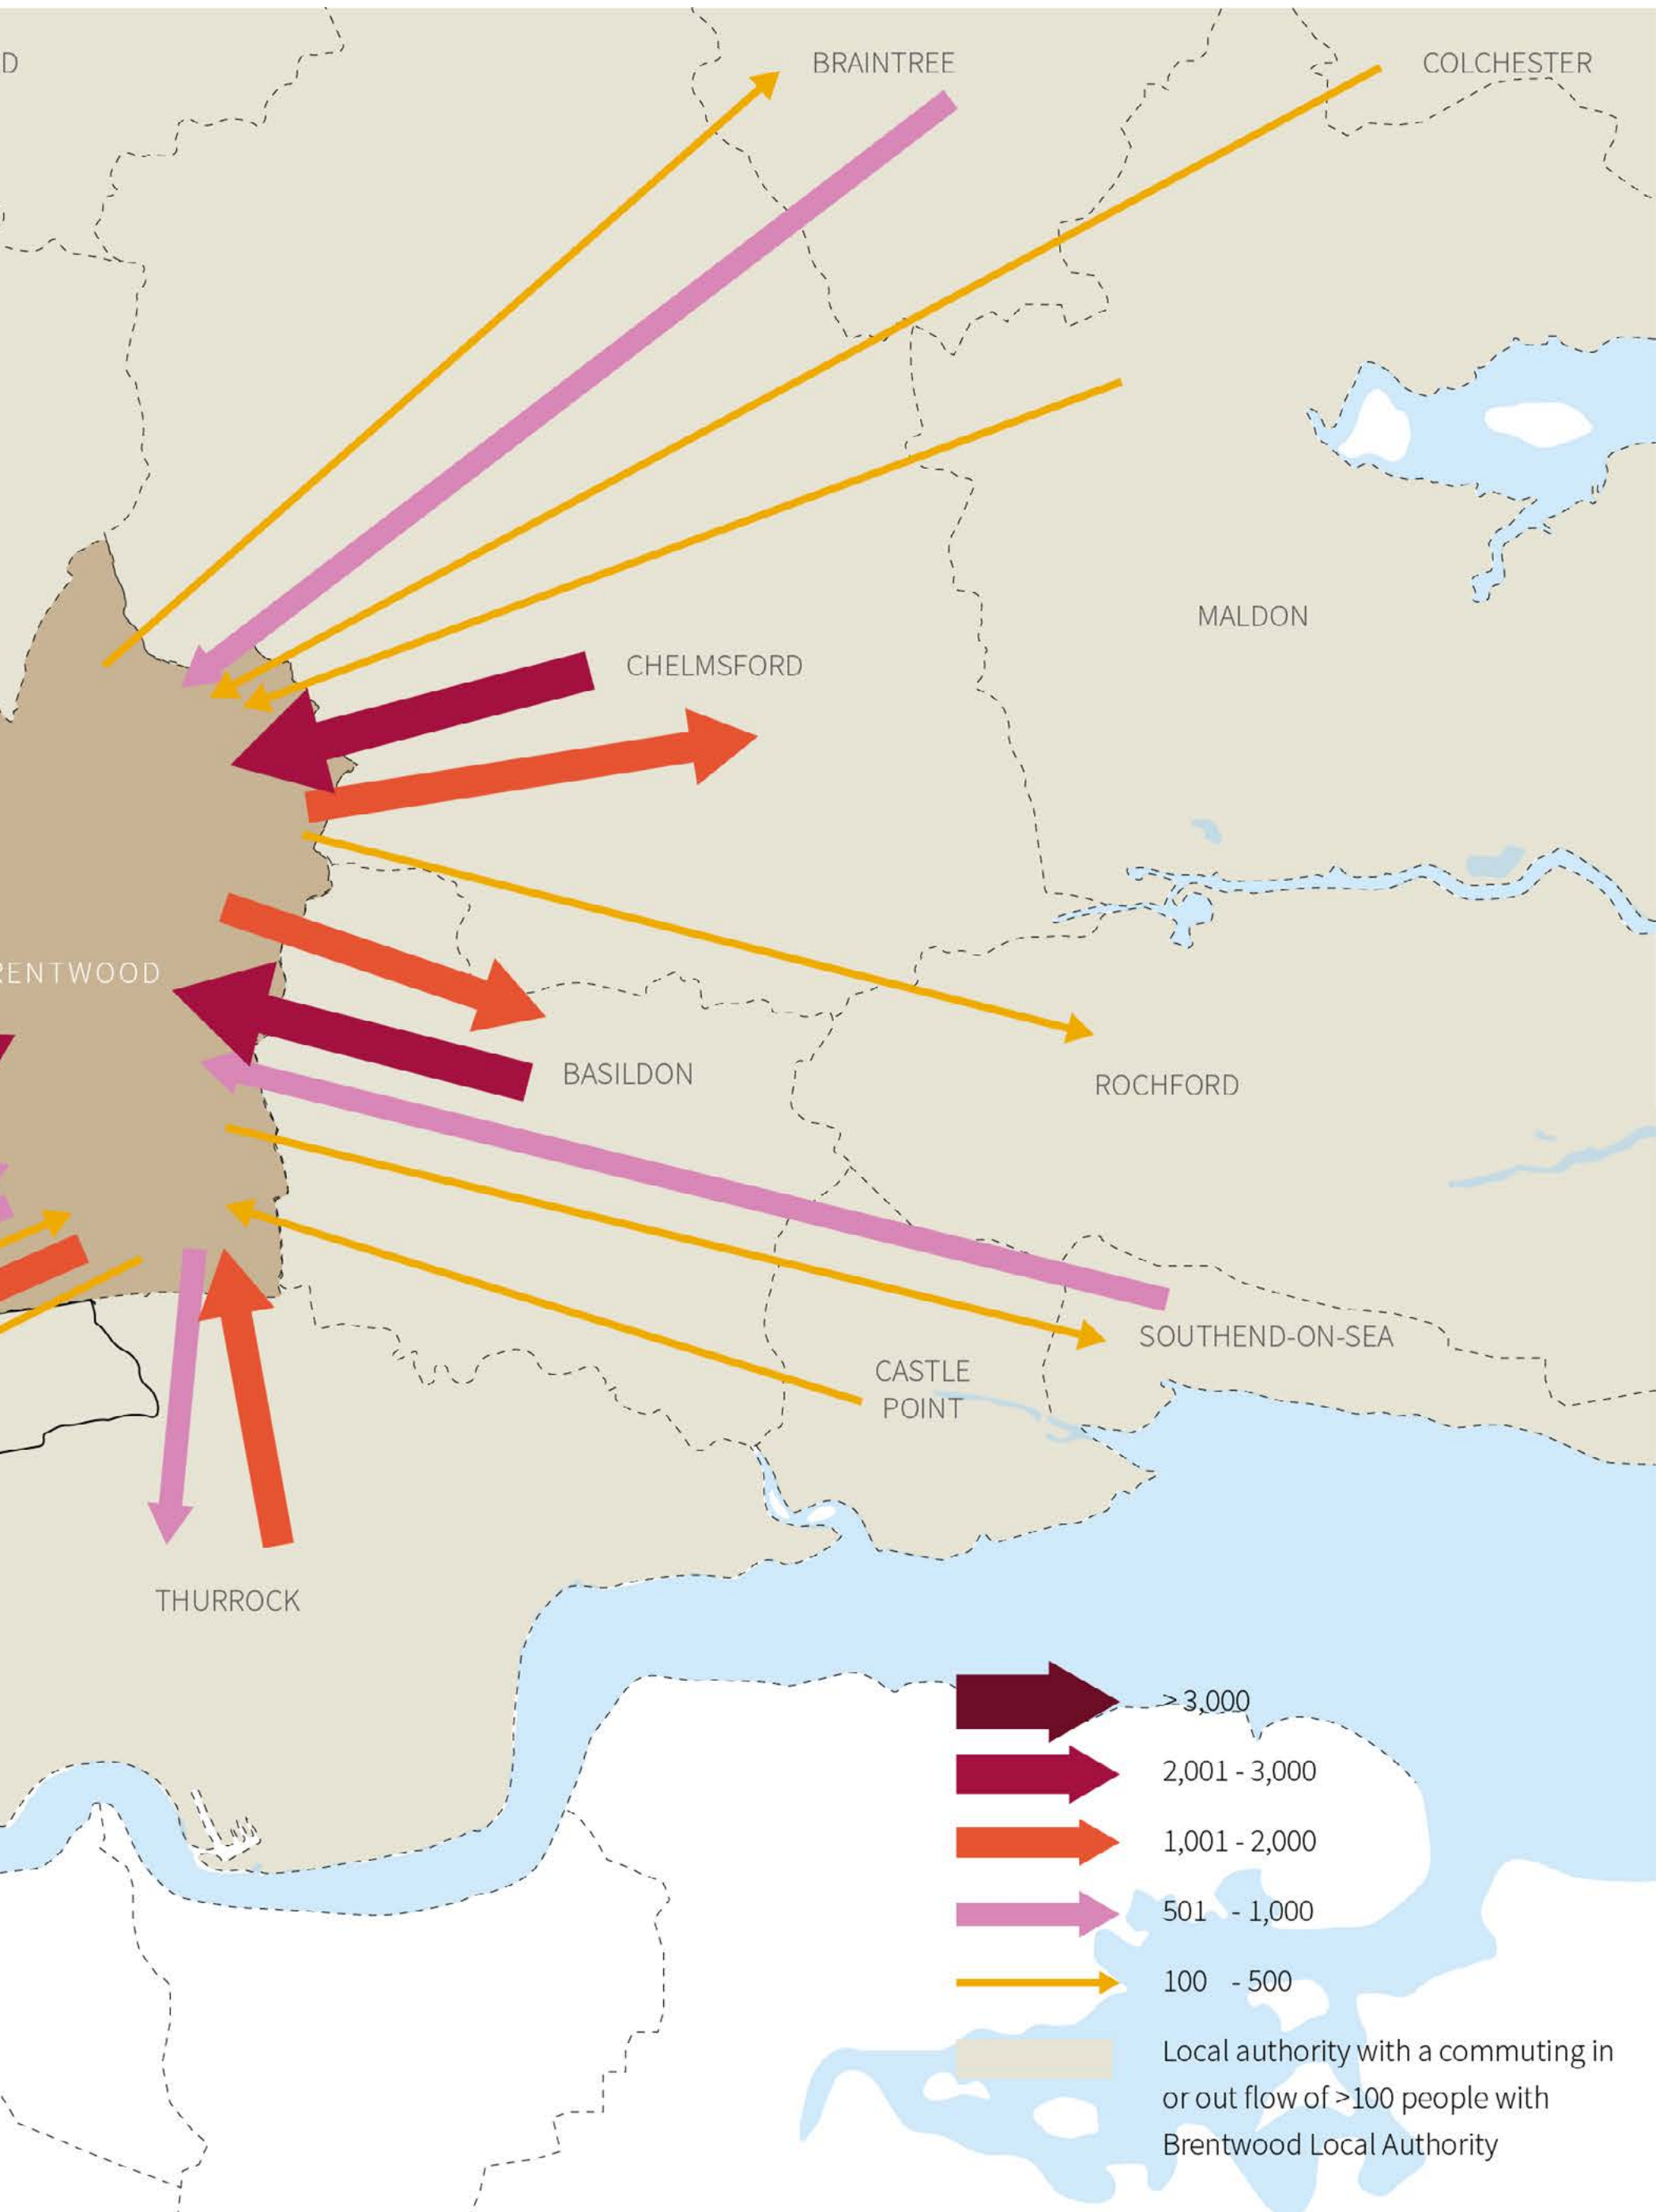 D
BRAINTREE
COLCHESTER
MALDON
CHELMSFORD
RENTWOOD
BASILDON
ROCHFORD
SOUTHEND-ON-SEA
CASTLE
POINT
THURROCK
> 3,000
2,001 - 3,000
1,001 - 2,000
501 - 1,000
100 - 500
Local authority with a commuting in
or out flow of >100 people with
Brentwood Local Authority